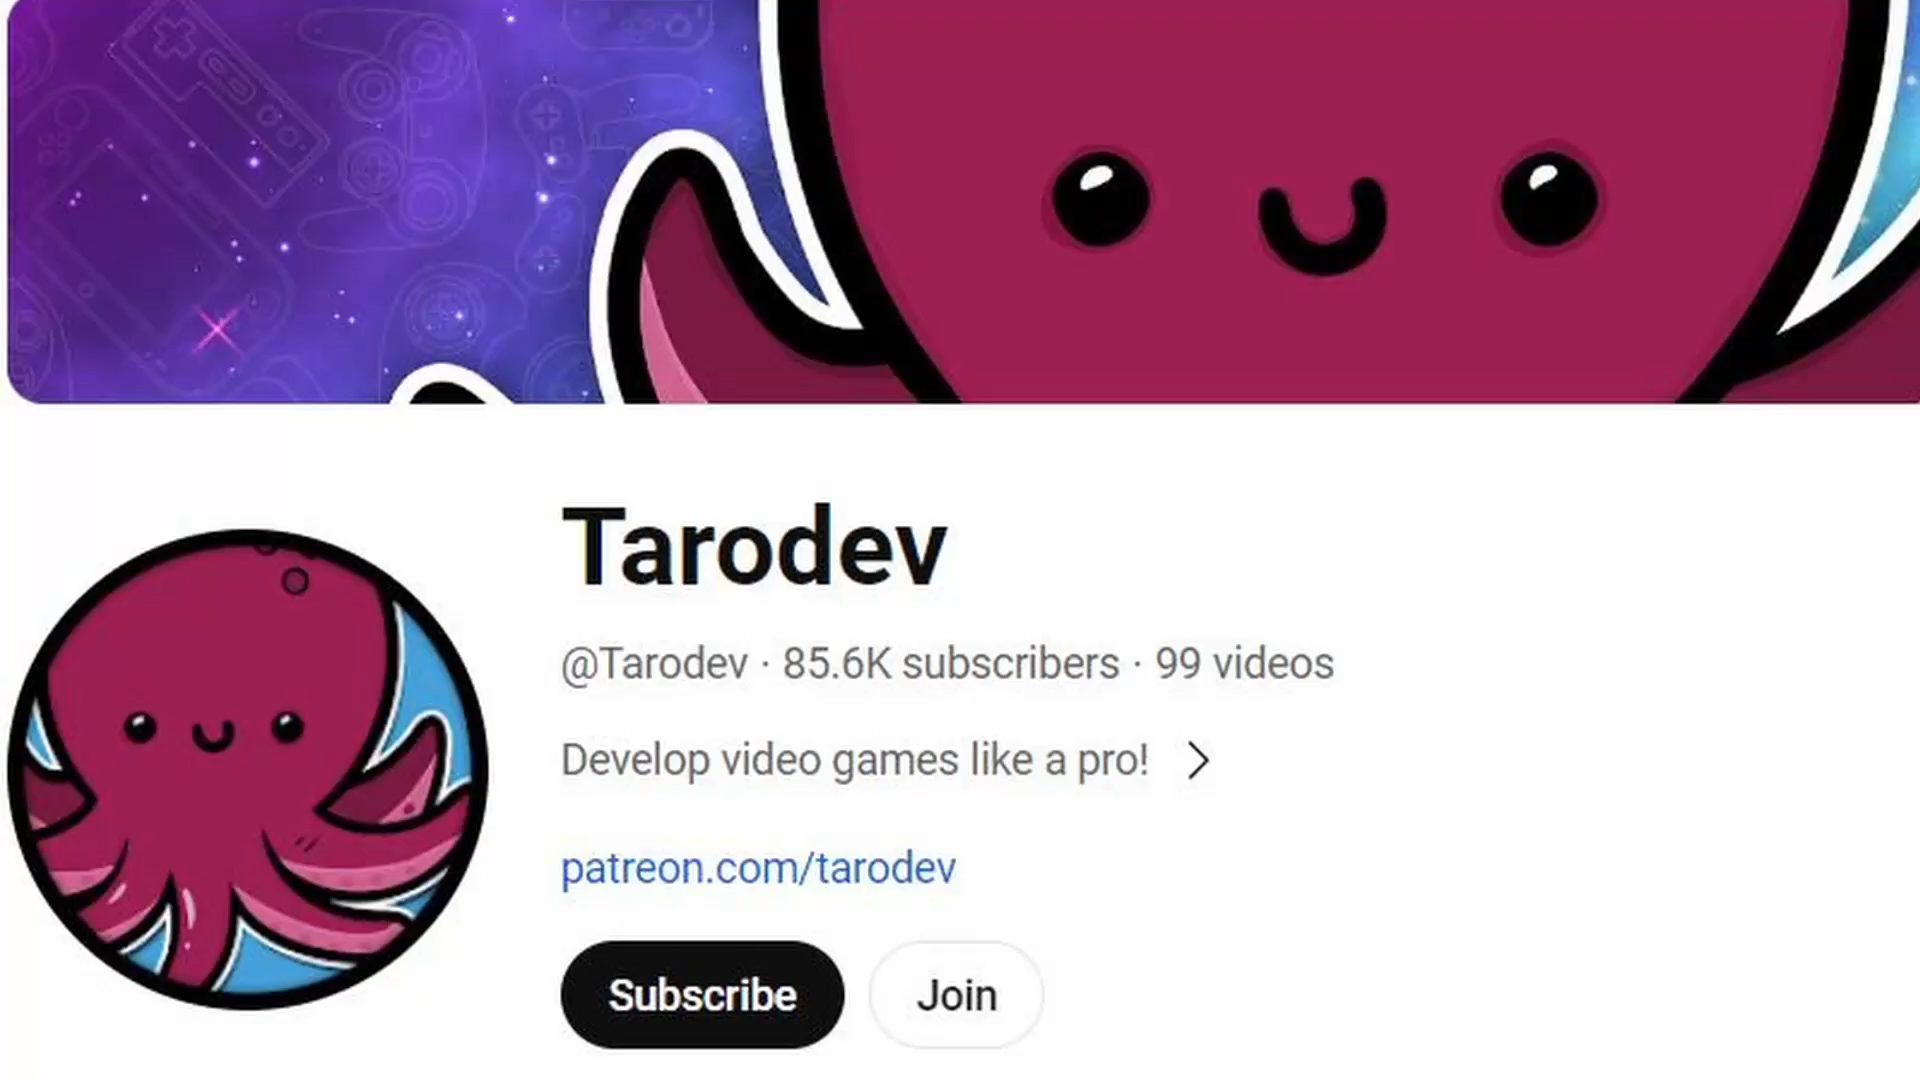 Tarodev
@Tarodev · 85.6K subscribers · 99 videos
Develop video games like a pro!
patreon.com/tarodev
Subscribe
Join